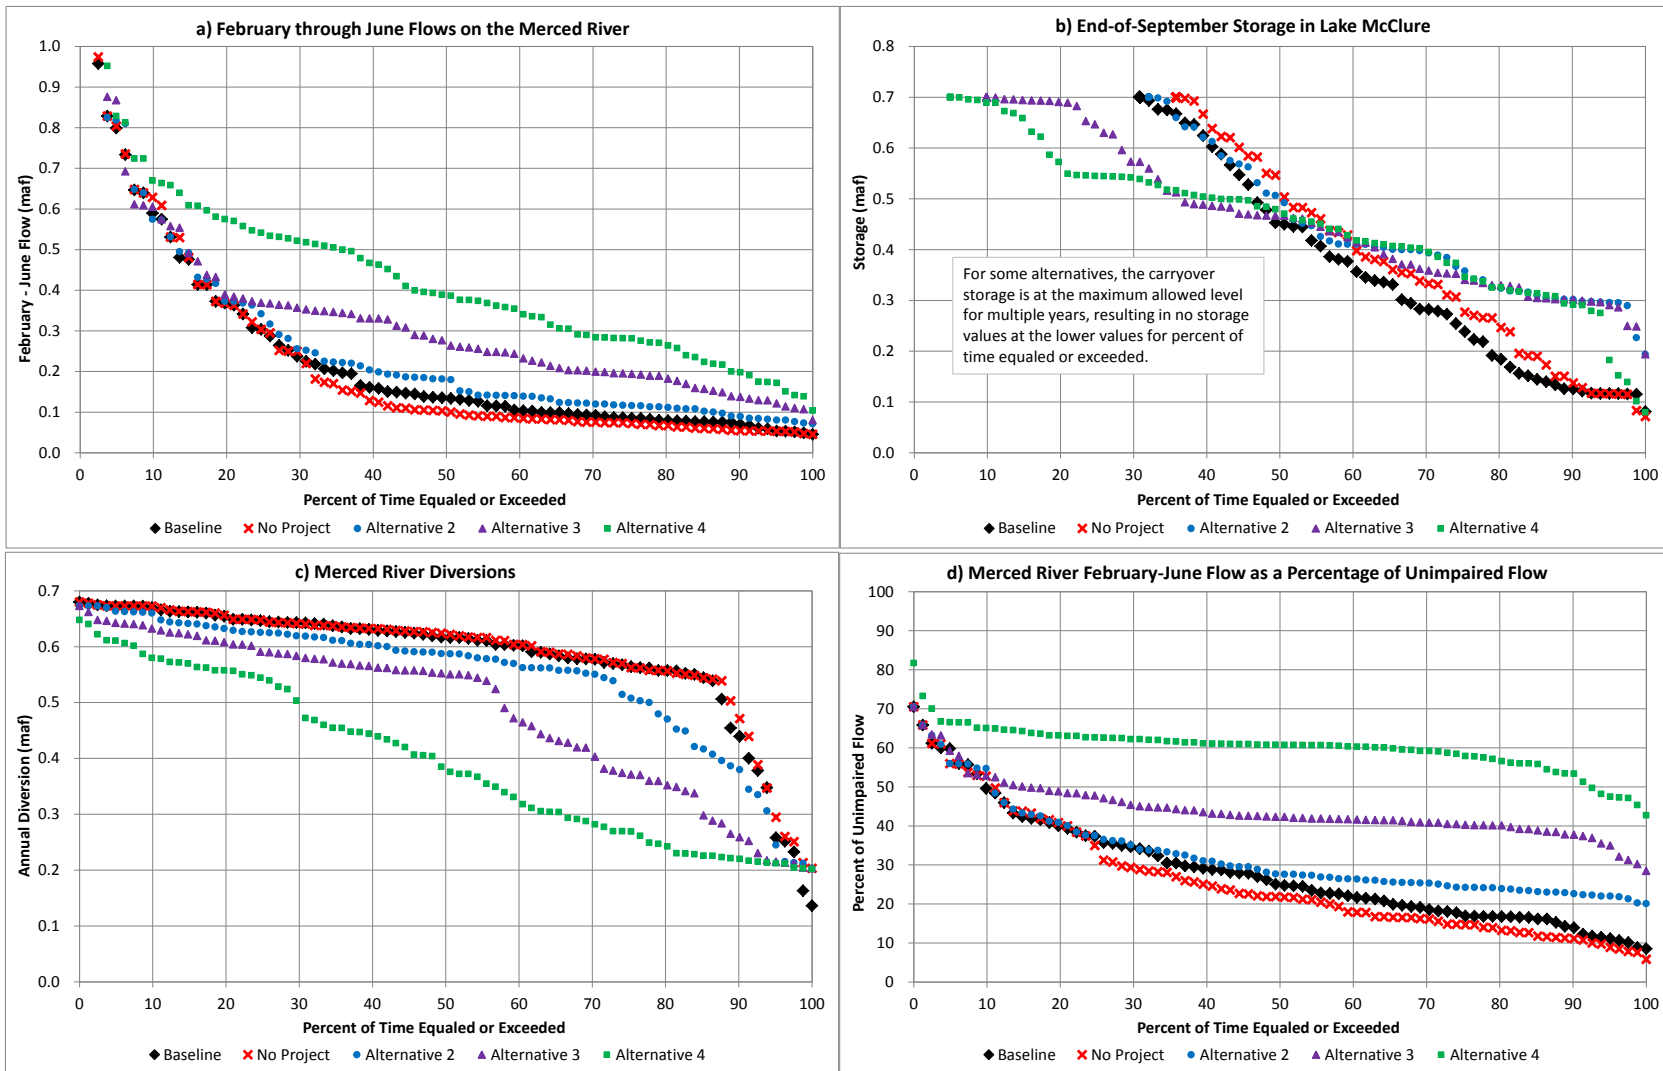 a) February through June Flows on the Merced River
February - June Flow (maf)
1.0
0.9
0.8
0.7
0.6
0.5
0.4
0.3
0.2
0.1
0.0
0 10 20 30 40 50 60 70 80 90 100
Percent of Time Equaled or Exceeded
Baseline No Project Alternative 2 Alternative 3 Alternative 4
b) End-of-September Storage in Lake McClure
Storage (maf)
0.8
0.7
0.6
0.5
0.4
0.3
0.2
0.1
0.0
For some alternatives, the carryover
storage is at the maximum allowed level
for multiple years, resulting in no storage
values at the lower values for percent of
time equaled or exceeded.
0 10 20 30 40 50 60 70 80 90 100
Percent of Time Equaled or Exceeded
Baseline No Project Alternative 2 Alternative 3 Alternative 4
c) Merced River Diversions
Annual Diversion (maf)
0.7
0.6
0.5
0.4
0.3
0.2
0.1
0.0
0 10 20 30 40 50 60 70 80 90 100
Percent of Time Equaled or Exceeded
Baseline No Project Alternative 2 Alternative 3 Alternative 4
d) Merced River February-June Flow as a Percentage of Unimpaired Flow
Percent of Unimpaired Flow
100
90
80
70
60
50
40
30
20
10
0
0 10 20 30 40 50 60 70 80 90 100
Percent of Time Equaled or Exceeded
Baseline No Project Alternative 2 Alternative 3 Alternative 4